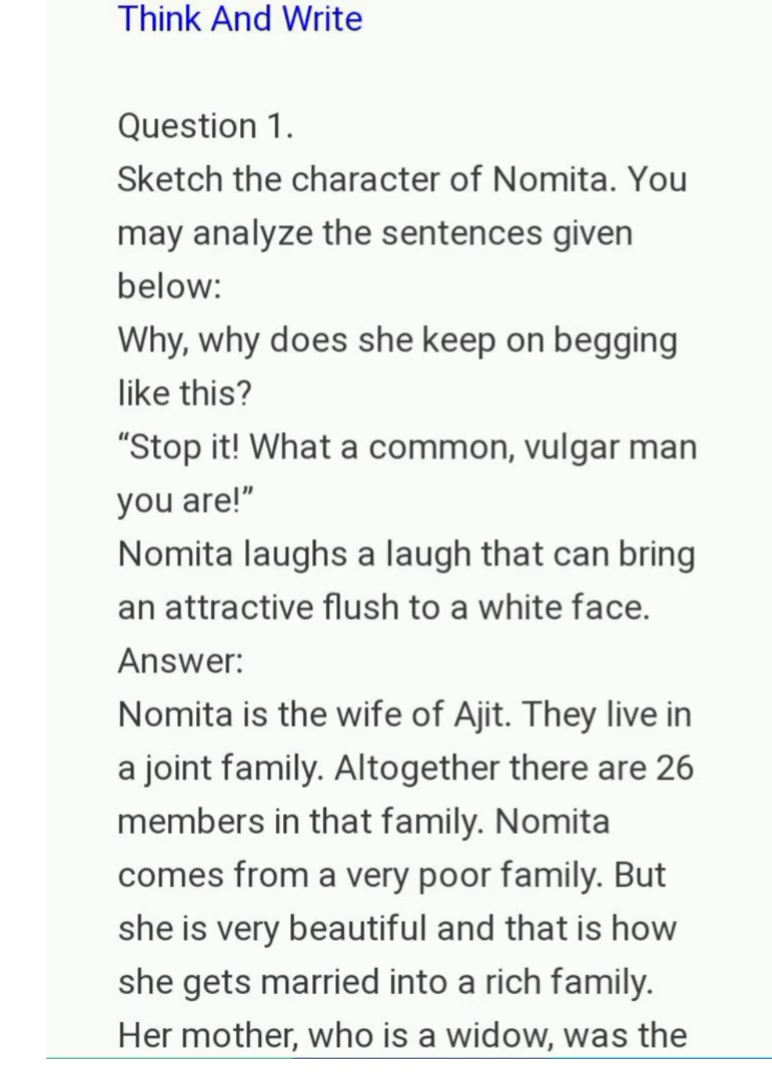 Think And Write
Question 1.
Sketch the character of Nomita. You
may analyze the sentences given
below:
Why, why does she keep on begging
like this?
“Stop it! What a common, vulgar man
you are!”
Nomita laughs a laugh that can bring
an attractive flush to a white face.
Answer:
Nomita is the wife of Ajit. They live in
a joint family. Altogether there are 26
members in that family. Nomita
comes from a very poor family. But
she is very beautiful and that is how
she gets married into a rich family.
Her mother, who is a widow, was the